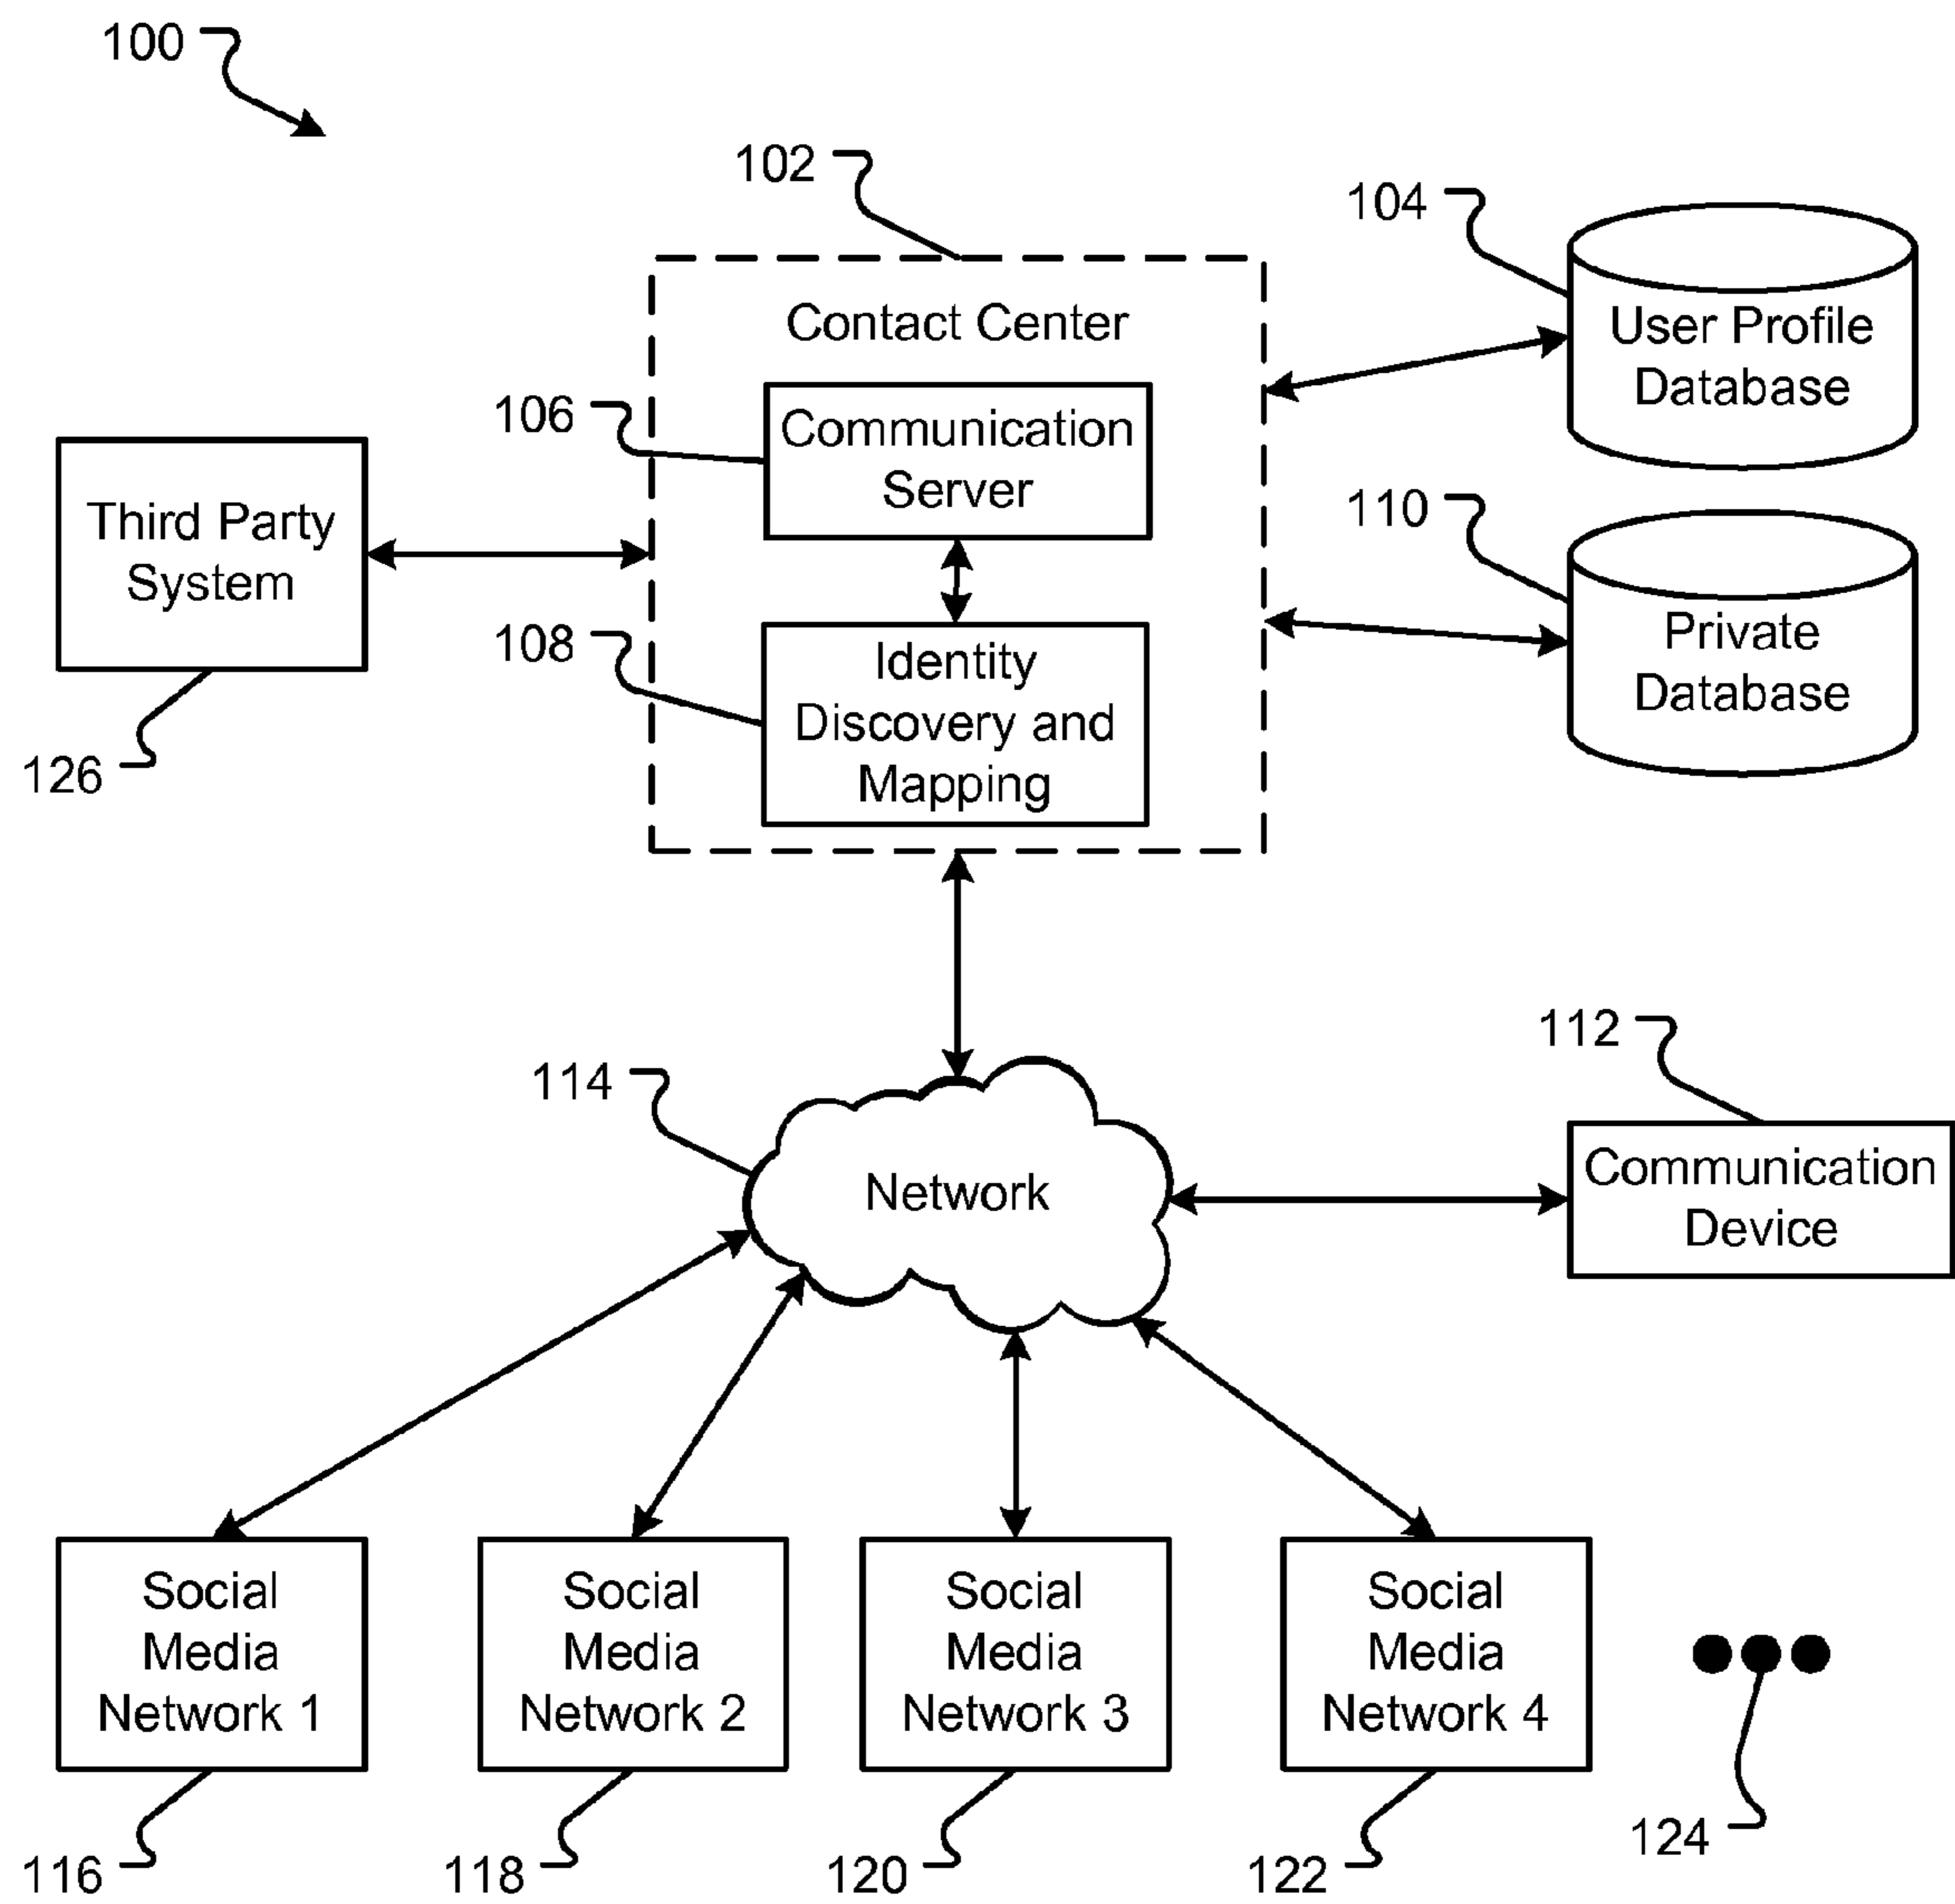 100
102
104
Contact Center
User Profile
Database
106
Communication
Server
110
Third Party
System
Private
Database
108
Identity
Discovery and
Mapping
126
112
114
Network
Communication
Device
Social
Media
Network 1
Social
Media
Network 2
Social
Media
Network 3
Social
Media
Network 4
116
118
120
122
124